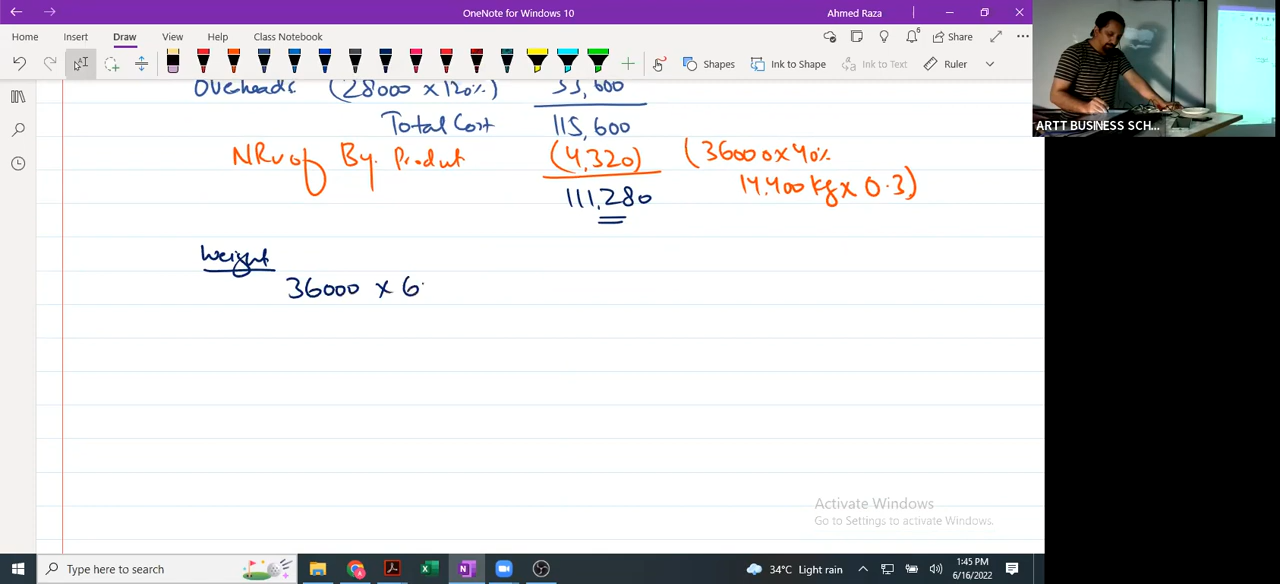 OneNote for Windows 10
Ahmed Raza
Home Insert Draw View Help Class Notebook
Share
Shapes Ink to Shape Ink to Text Ruler
Overheads (28000 x 120%) 33,600
Total Cost 115,600
NRV of By. Product (4,320) (36000 x 40%
14,400 kg x 0.3)
111,280
Weight
36000 x 6
ARTT BUSINESS SCH...
Activate Windows
Go to Settings to activate Windows.
Type here to search
34°C Light rain
1:45 PM
6/16/2022